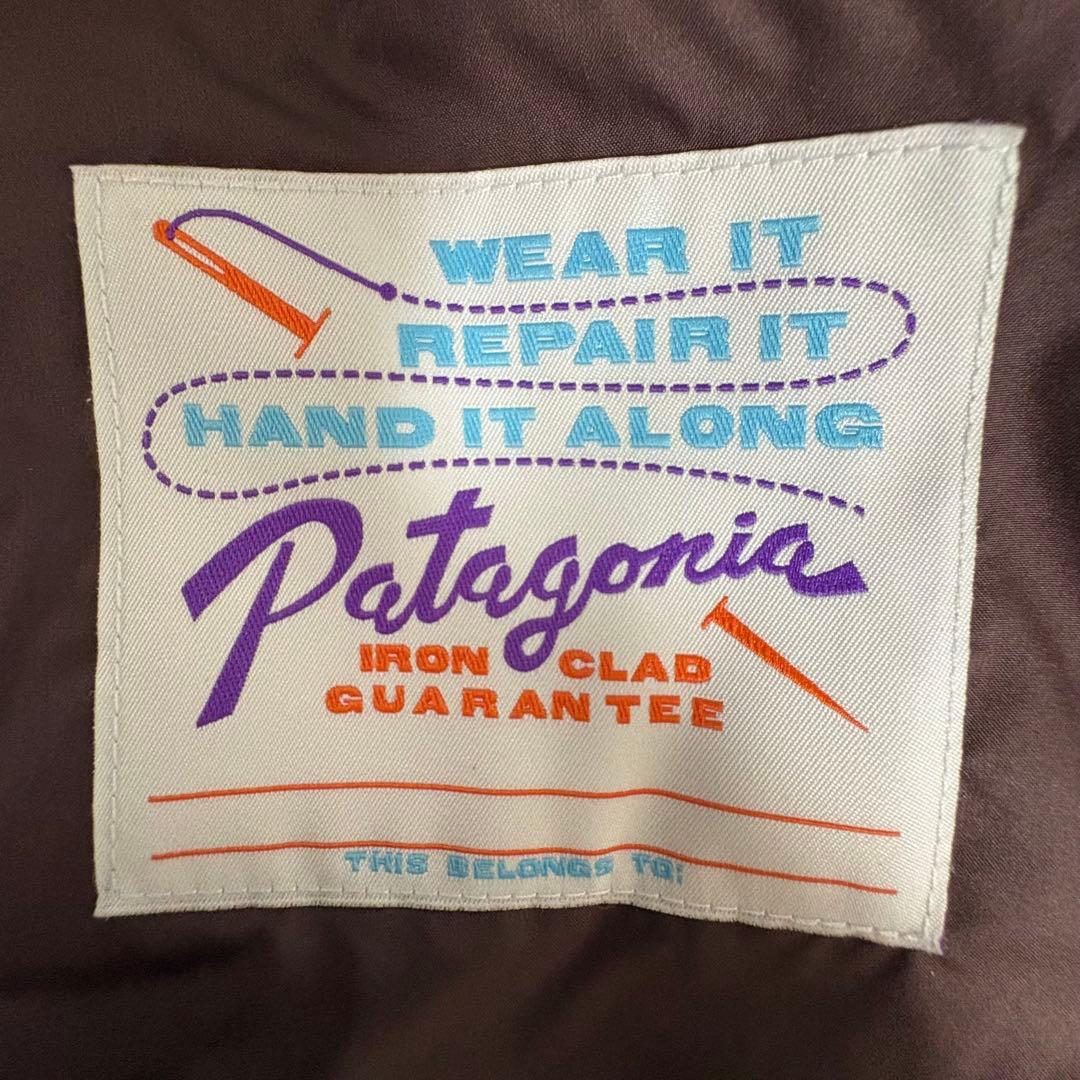 WEAR IT
REPAIR IT
HAND IT ALONG
Patagonia
IRON CLAD
GUARANTEE
THIS BELONGS TO: